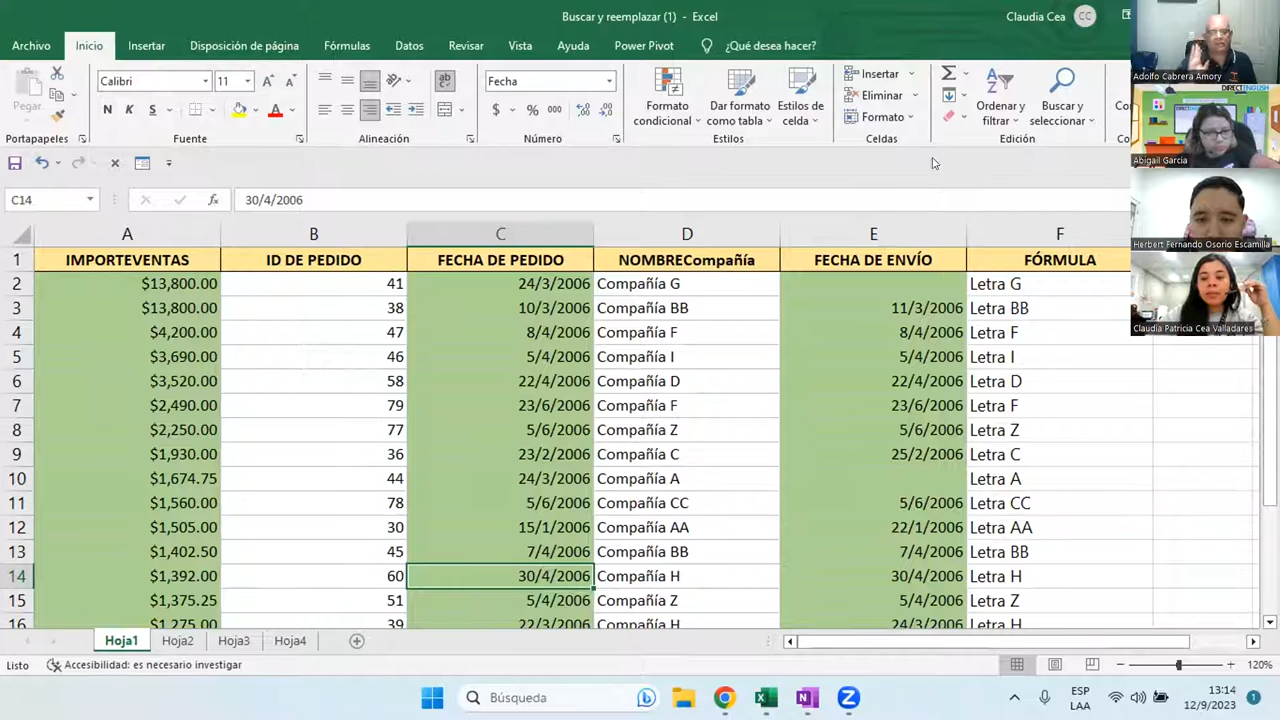 Buscar y reemplazar (1) - Excel
Claudia Cea
CC
Archivo Inicio Insertar Disposición de página Fórmulas Datos Revisar Vista Ayuda Power Pivot ¿Qué desea hacer?
Pegar
Calibri 11
N K S
Fecha
$ % 000
Formato condicional
Dar formato como tabla
Estilos de celda
Insertar
Eliminar
Formato
Ordenar y filtrar
Buscar y seleccionar
Portapapeles Fuente Alineación Número Estilos Celdas Edición
C14 fx 30/4/2006
A B C D E F
1 IMPORTEVENTAS ID DE PEDIDO FECHA DE PEDIDO NOMBRECompañía FECHA DE ENVÍO FÓRMULA
2 $13,800.00 41 24/3/2006 Compañía G Letra G
3 $13,800.00 38 10/3/2006 Compañía BB 11/3/2006 Letra BB
4 $4,200.00 47 8/4/2006 Compañía F 8/4/2006 Letra F
5 $3,690.00 46 5/4/2006 Compañía I 5/4/2006 Letra I
6 $3,520.00 58 22/4/2006 Compañía D 22/4/2006 Letra D
7 $2,490.00 79 23/6/2006 Compañía F 23/6/2006 Letra F
8 $2,250.00 77 5/6/2006 Compañía Z 5/6/2006 Letra Z
9 $1,930.00 36 23/2/2006 Compañía C 25/2/2006 Letra C
10 $1,674.75 44 24/3/2006 Compañía A Letra A
11 $1,560.00 78 5/6/2006 Compañía CC 5/6/2006 Letra CC
12 $1,505.00 30 15/1/2006 Compañía AA 22/1/2006 Letra AA
13 $1,402.50 45 7/4/2006 Compañía BB 7/4/2006 Letra BB
14 $1,392.00 60 30/4/2006 Compañía H 30/4/2006 Letra H
15 $1,375.25 51 5/4/2006 Compañía Z 5/4/2006 Letra Z
16 $1,275.00 39 22/3/2006 Compañía H 24/3/2006 Letra H
Hoja1 Hoja2 Hoja3 Hoja4
Listo Accesibilidad: es necesario investigar 120%
Búsqueda
ESP
LAA
13:14
12/9/2023
1
Adolfo Cabrera Amory
DIRECTENGLISH
Abigail Garcia
Herbert Fernando Osorio Escamilla
Claudia Patricia Cea Valladares